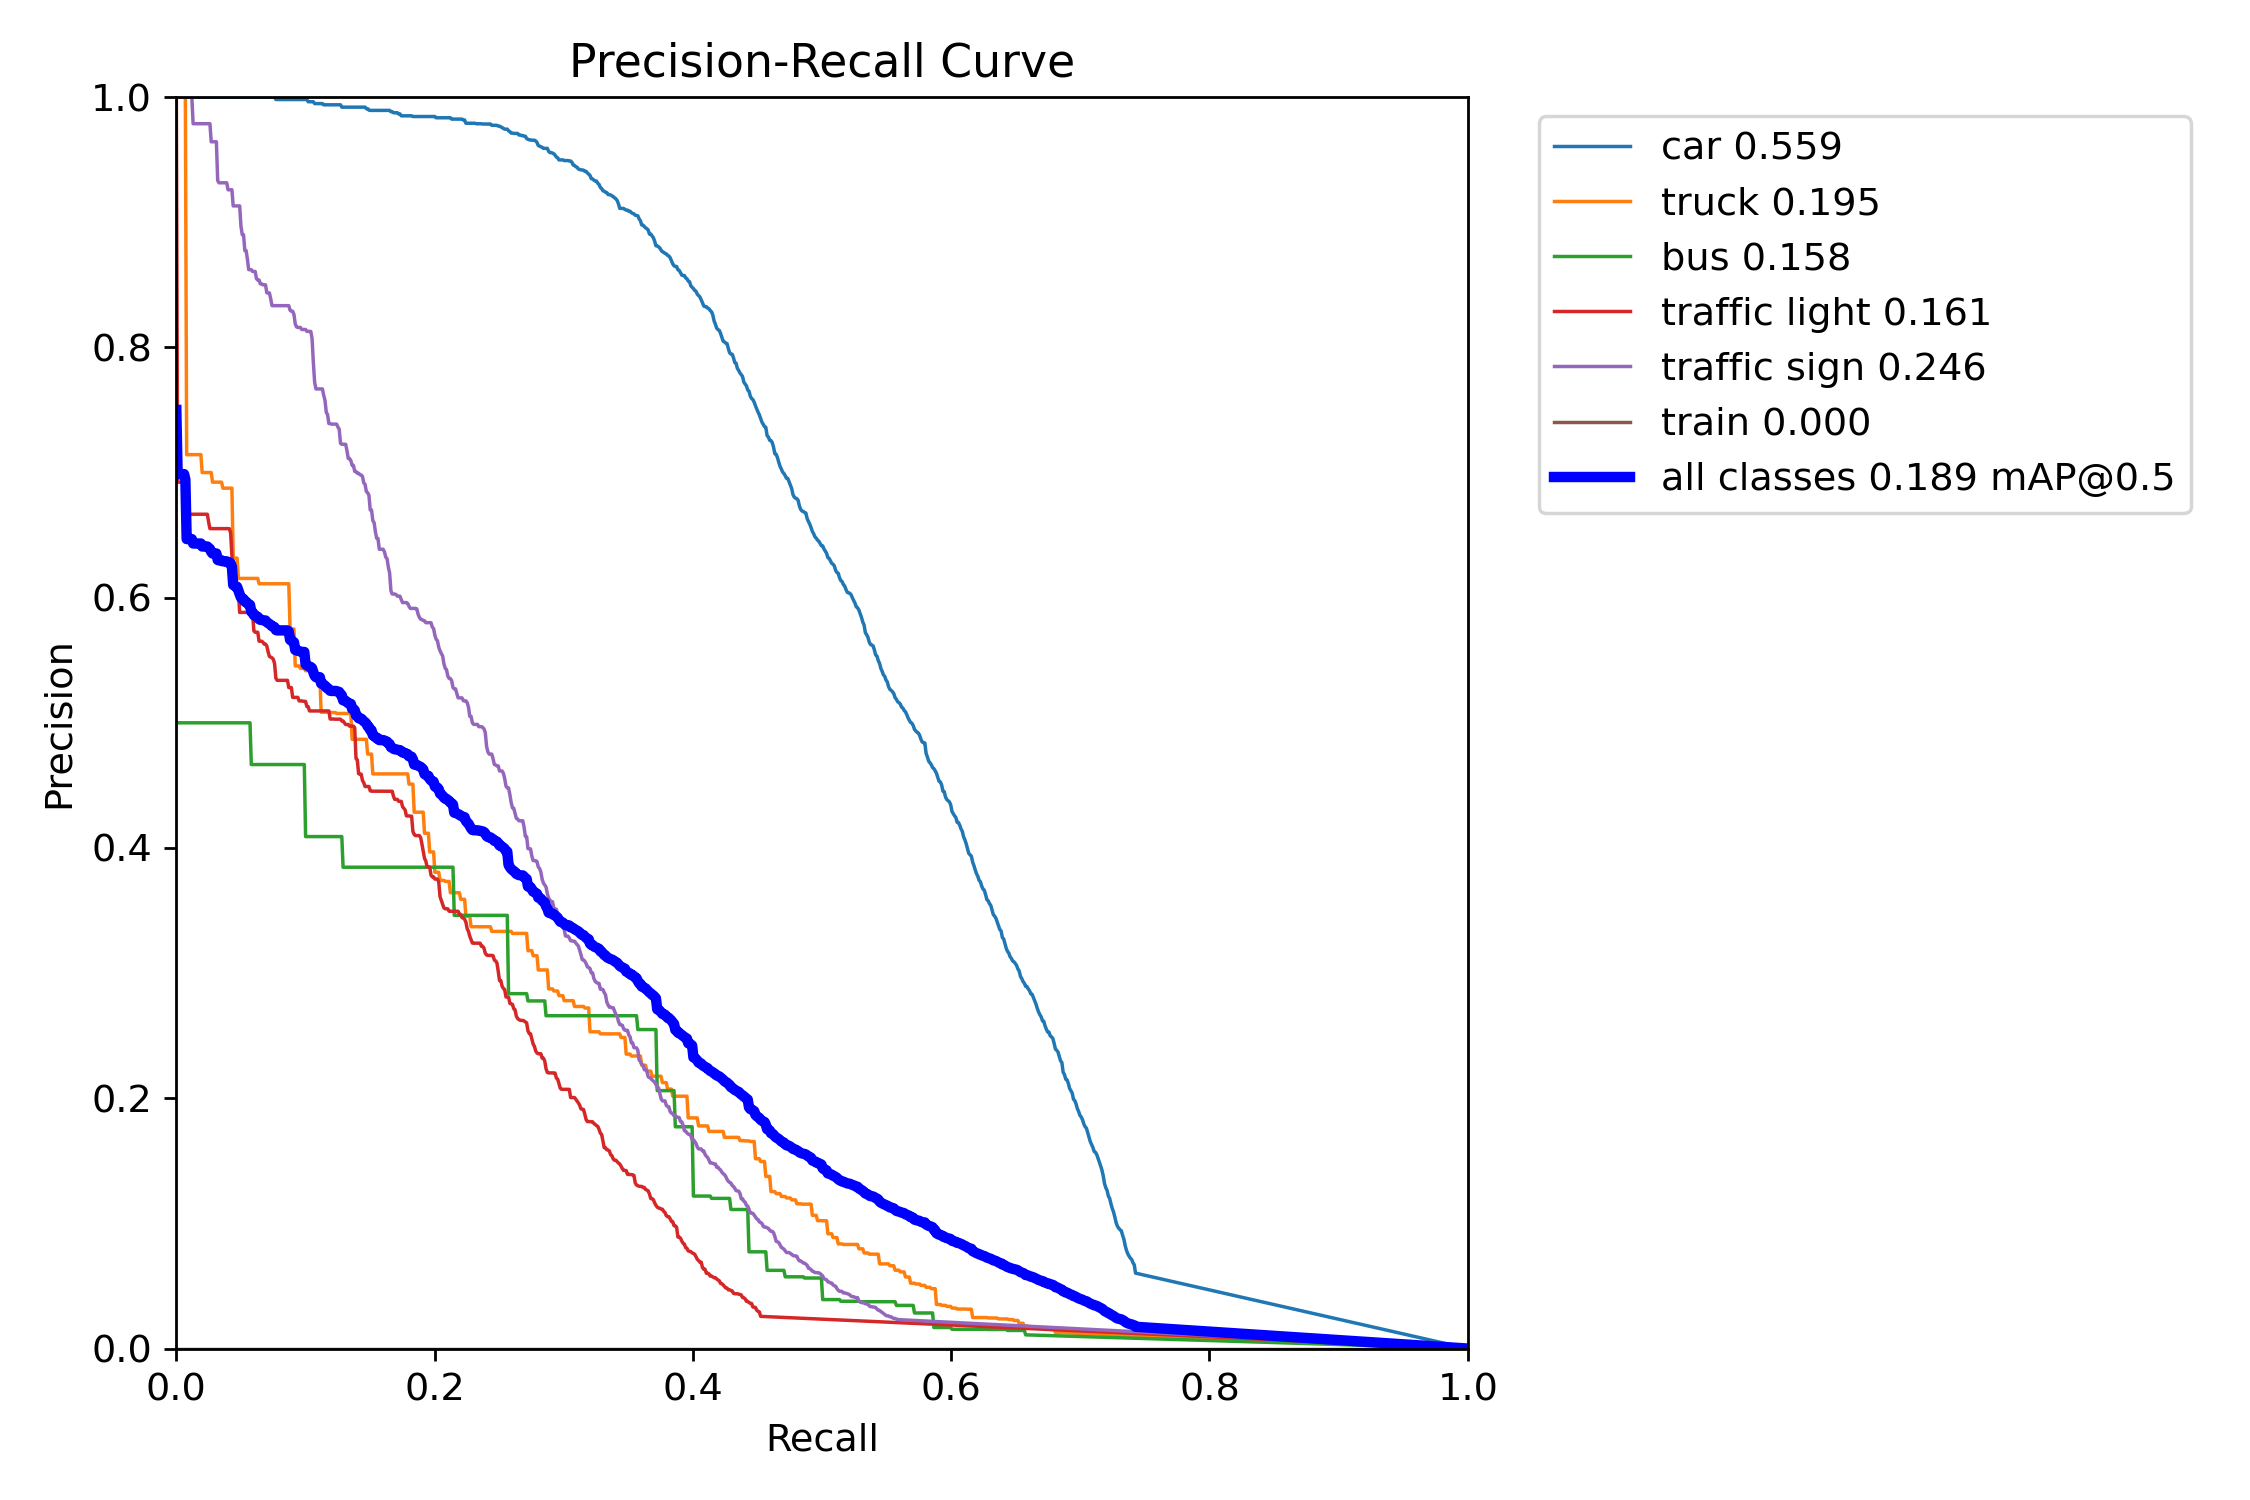 Precision-Recall Curve
1.0
0.8
0.6
0.4
0.2
0.0
Precision
0.0 0.2 0.4 0.6 0.8 1.0
Recall
car 0.559
truck 0.195
bus 0.158
traffic light 0.161
traffic sign 0.246
train 0.000
all classes 0.189 mAP@0.5